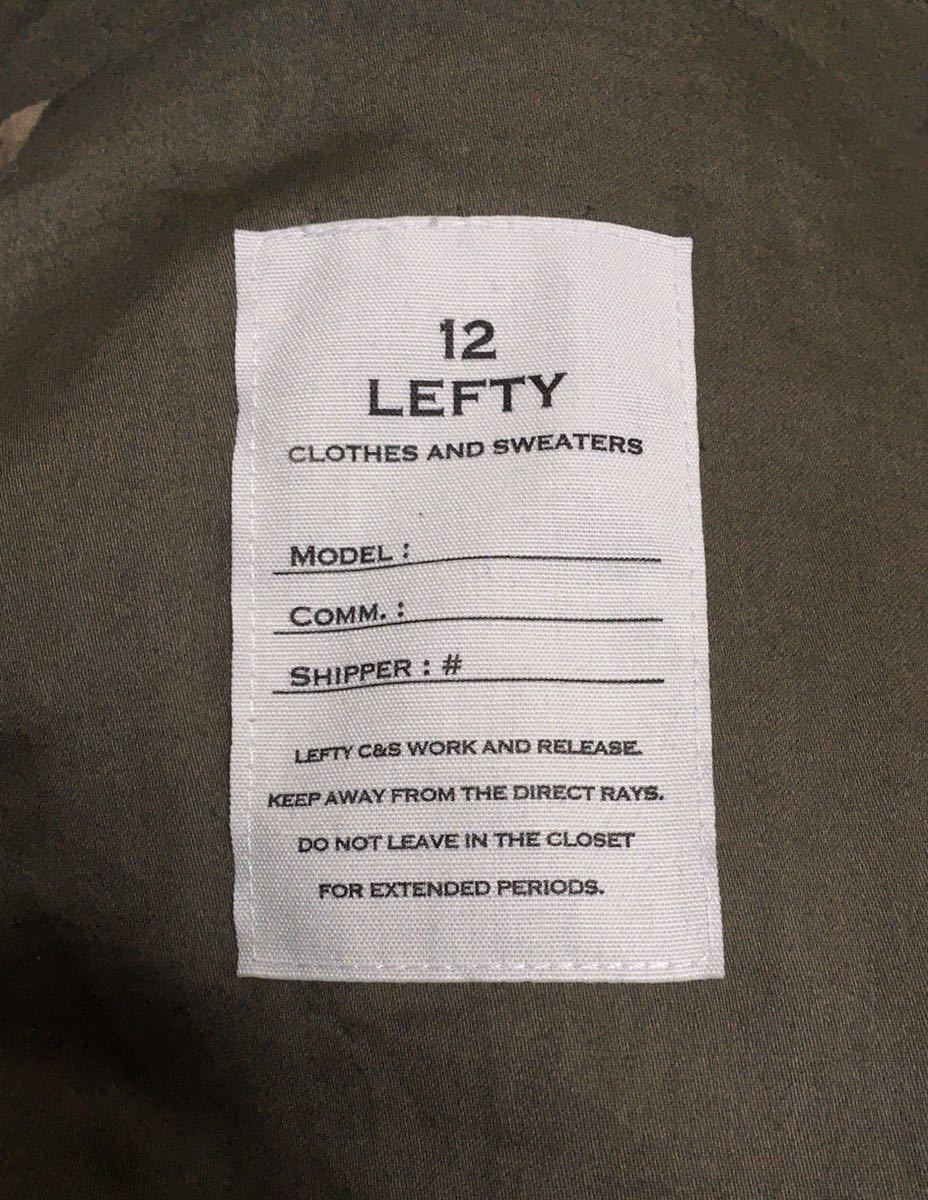 12
LEFTY
CLOTHES AND SWEATERS
MODEL :
COMM. :
SHIPPER : #
LEFTY C&S WORK AND RELEASE.
KEEP AWAY FROM THE DIRECT RAYS.
DO NOT LEAVE IN THE CLOSET
FOR EXTENDED PERIODS.